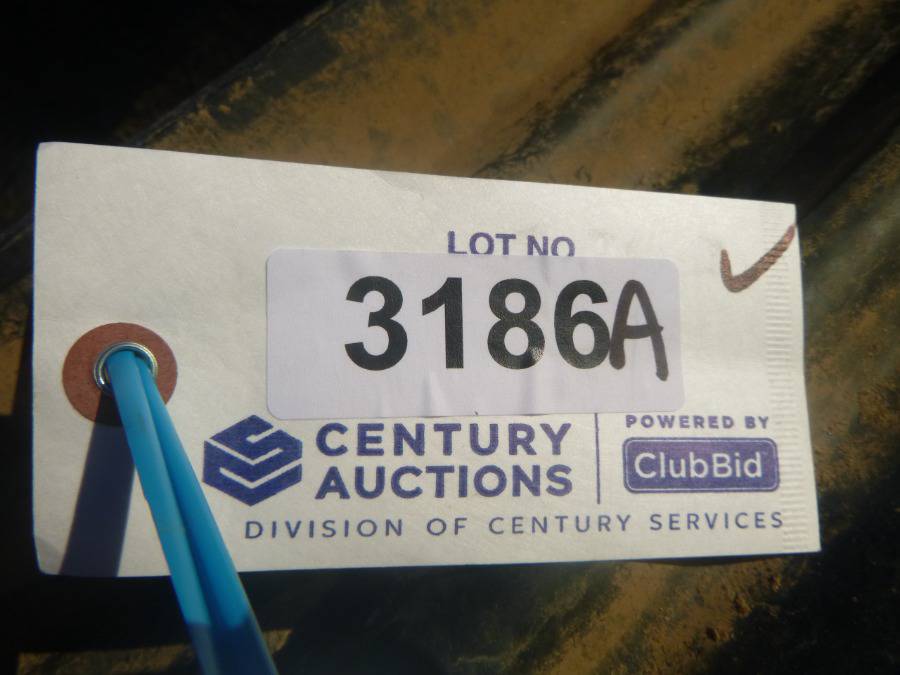 LOT NO
3186A
CENTURY
AUCTIONS
POWERED BY
ClubBid
DIVISION OF CENTURY SERVICES